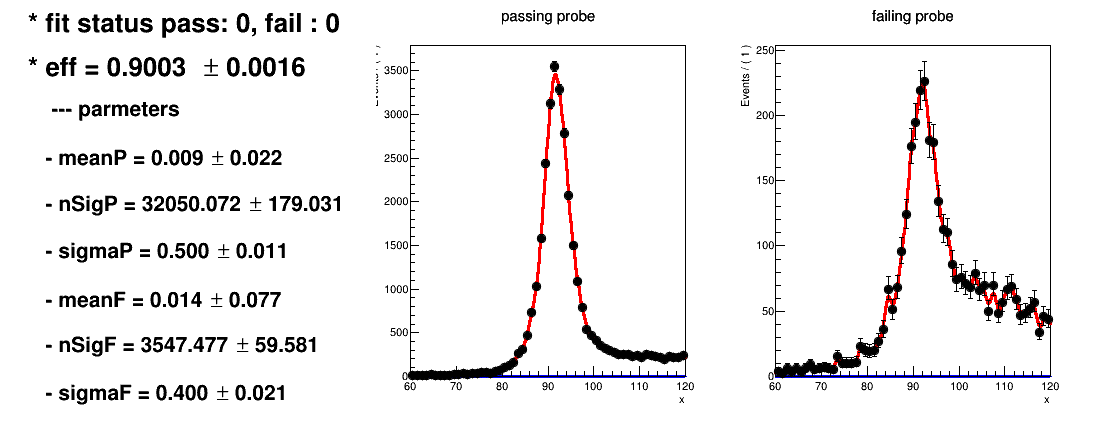 * fit status pass: 0, fail : 0
* eff = 0.9003 ± 0.0016
--- parmeters
- meanP = 0.009 ± 0.022
- nSigP = 32050.072 ± 179.031
- sigmaP = 0.500 ± 0.011
- meanF = 0.014 ± 0.077
- nSigF = 3547.477 ± 59.581
- sigmaF = 0.400 ± 0.021
passing probe
3500
3000
2500
2000
1500
1000
500
0
60 70 80 90 100 110 120
x
failing probe
Events / ( 1 )
250
200
150
100
50
0
60 70 80 90 100 110 120
x